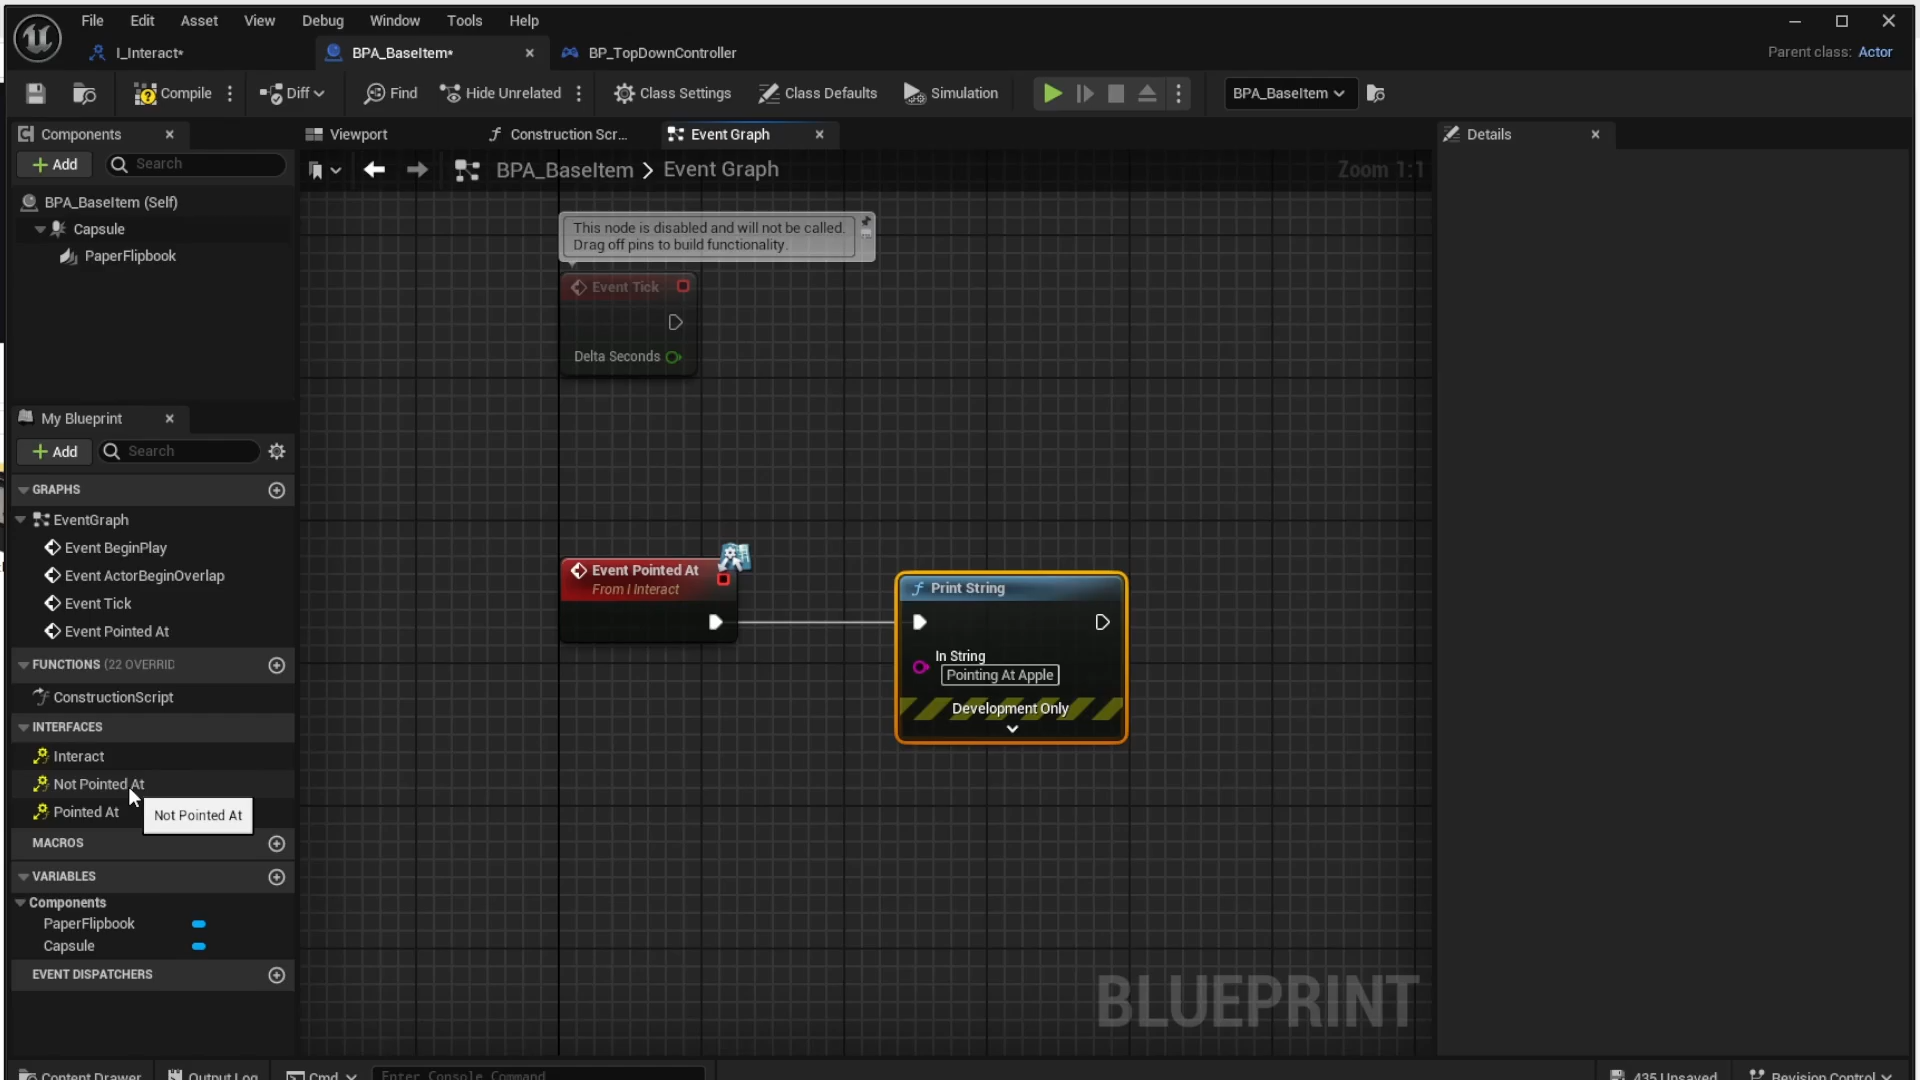 File Edit Asset View Debug Window Tools Help
I_Interact* BPA_BaseItem* BP_TopDownController Parent class: Actor
Compile Diff Find Hide Unrelated Class Settings Class Defaults Simulation BPA_BaseItem
Components
Add Search
BPA_BaseItem (Self)
Capsule
PaperFlipbook
My Blueprint
Add Search
GRAPHS
EventGraph
Event BeginPlay
Event ActorBeginOverlap
Event Tick
Event Pointed At
FUNCTIONS (22 OVERRID
ConstructionScript
INTERFACES
Interact
Not Pointed At
Pointed At
Not Pointed At
MACROS
VARIABLES
Components
PaperFlipbook
Capsule
EVENT DISPATCHERS
Viewport Construction Scr... Event Graph
BPA_BaseItem > Event Graph Zoom 1:1
This node is disabled and will not be called.
Drag off pins to build functionality.
Event Tick
Delta Seconds
Event Pointed At
From I Interact
Print String
In String
Pointing At Apple
Development Only
BLUEPRINT
Details
Content Drawer Output Log Cmd Enter Console Command 435 Unsaved Revision Control